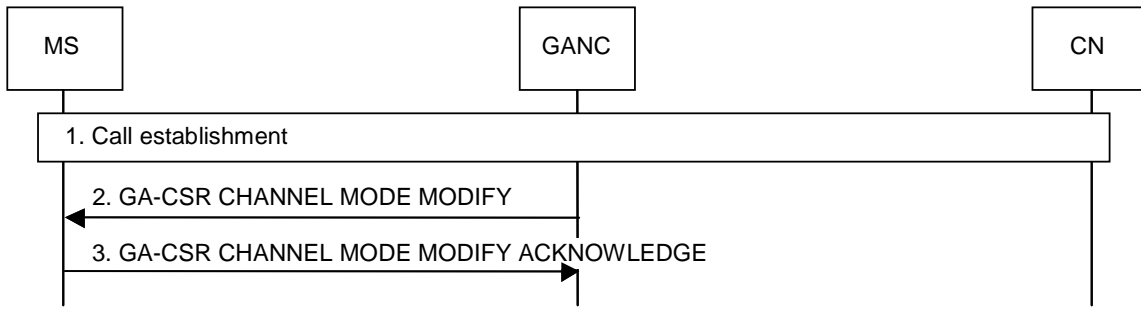 MS
GANC
CN
1. Call establishment
2. GA-CSR CHANNEL MODE MODIFY
3. GA-CSR CHANNEL MODE MODIFY ACKNOWLEDGE